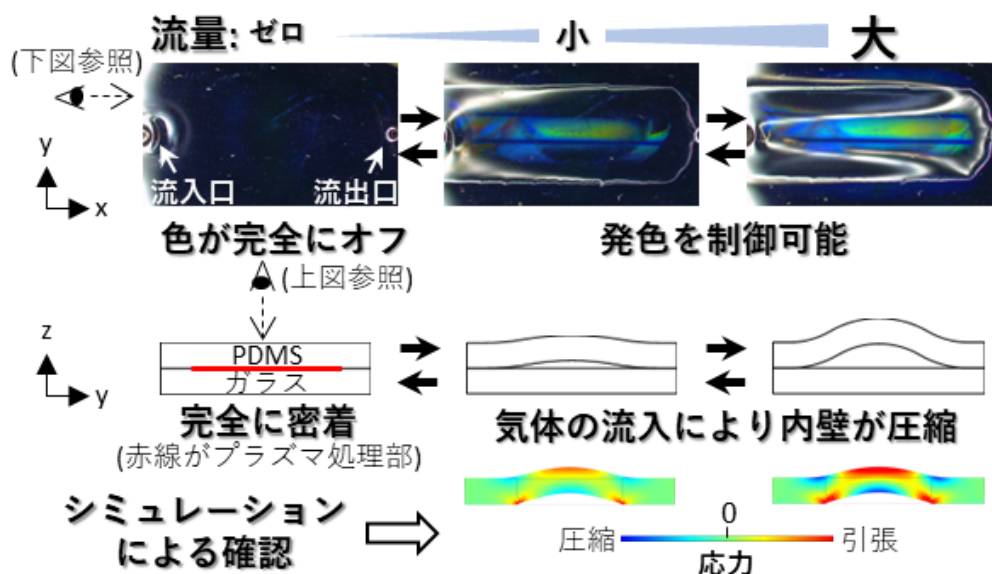 流量: ゼロ 小 大
(下図参照)
y
x
流入口 流出口
色が完全にオフ 発色を制御可能
(上図参照)
z
y
PDMS
ガラス
完全に密着 気体の流入により内壁が圧縮
(赤線がプラズマ処理部)
シミュレーション
による確認
0
圧縮 引張
応力